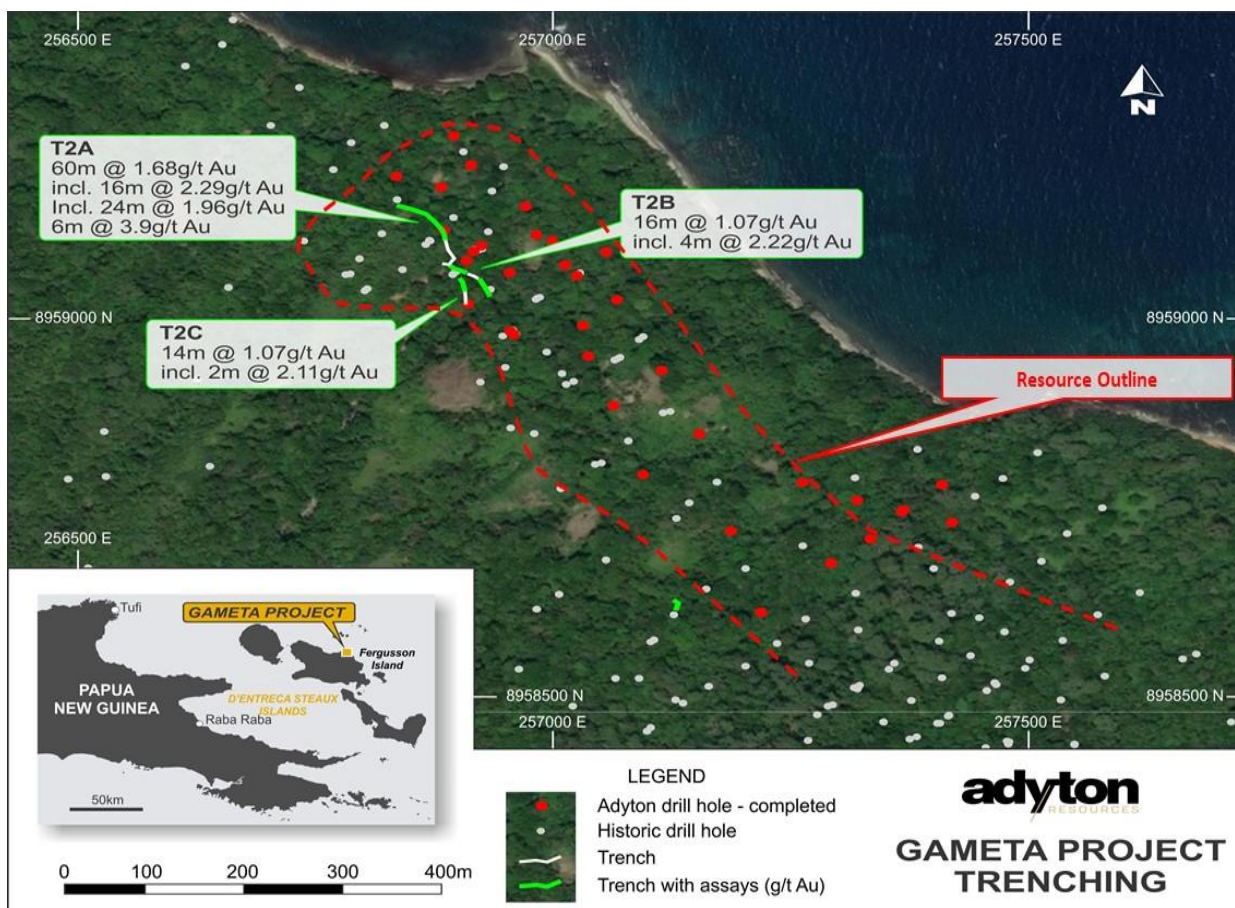 256500 E
257000 E
257500 E
N
T2A
60m @ 1.68g/t Au
incl. 16m @ 2.29g/t Au
Incl. 24m @ 1.96g/t Au
6m @ 3.9g/t Au
T2B
16m @ 1.07g/t Au
incl. 4m @ 2.22g/t Au
8959000 N
8959000 N
T2C
14m @ 1.07g/t Au
incl. 2m @ 2.11g/t Au
Resource Outline
256500 E
Tufi
GAMETA PROJECT
Fergusson
Island
PAPUA
NEW GUINEA
D'ENTRECA STEAUX
ISLANDS
Raba Raba
50km
8958500 N
8958500 N
257000 E
257500 E
0 100 200 300 400m
LEGEND
Adyton drill hole - completed
Historic drill hole
Trench
Trench with assays (g/t Au)
adyton
RESOURCES
GAMETA PROJECT
TRENCHING